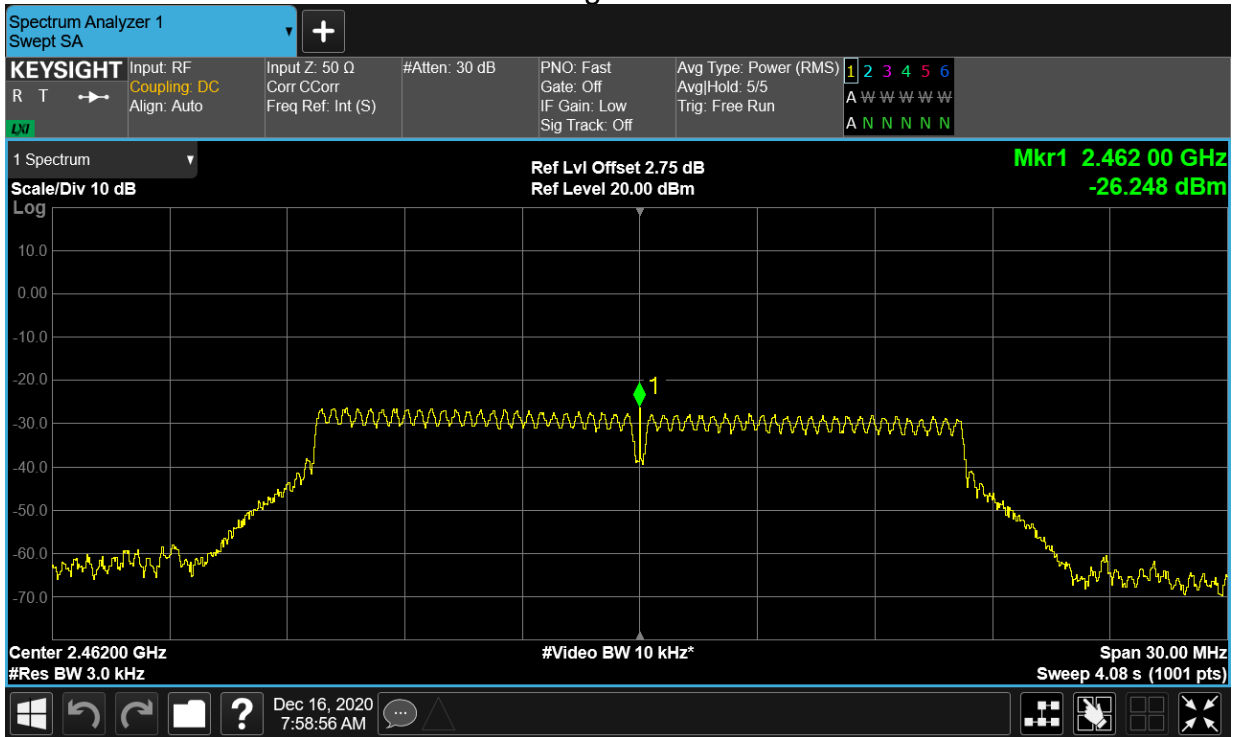 Spectrum Analyzer 1
Swept SA
KEYSIGHT
R T
LXI
Input: RF
Coupling: DC
Align: Auto
Input Z: 50 Ω
Corr CCorr
Freq Ref: Int (S)
#Atten: 30 dB
PNO: Fast
Gate: Off
IF Gain: Low
Sig Track: Off
Avg Type: Power (RMS)
Avg|Hold: 5/5
Trig: Free Run
1 2 3 4 5 6
A W W W W W
A N N N N N
1 Spectrum
Scale/Div 10 dB
Ref Lvl Offset 2.75 dB
Ref Level 20.00 dBm
Mkr1 2.462 00 GHz
-26.248 dBm
Log
10.0
0.00
-10.0
-20.0
-30.0
-40.0
-50.0
-60.0
-70.0
1
Center 2.46200 GHz
#Res BW 3.0 kHz
#Video BW 10 kHz*
Span 30.00 MHz
Sweep 4.08 s (1001 pts)
?
Dec 16, 2020
7:58:56 AM